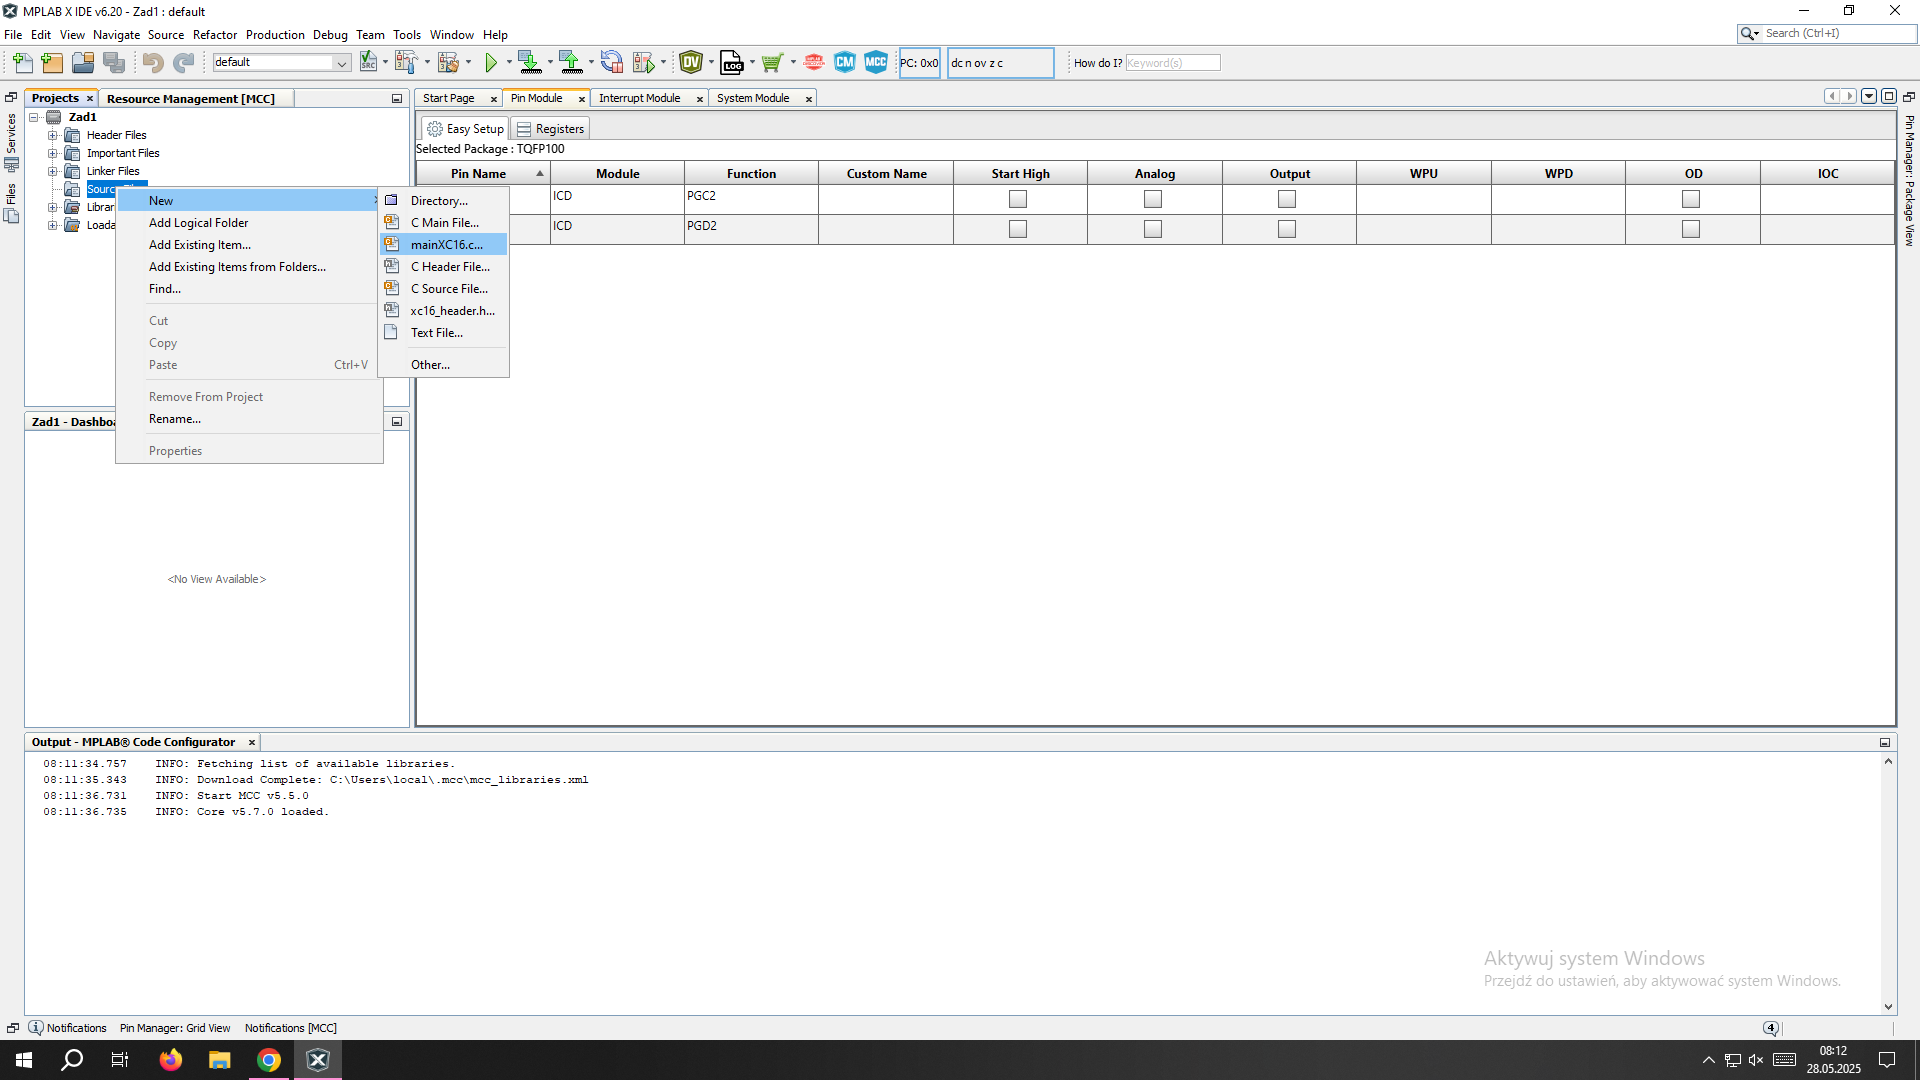 MPLAB X IDE v6.20 - Zad1 : default
File Edit View Navigate Source Refactor Production Debug Team Tools Window Help
Search (Ctrl+I)
default
SRC
DV
LOG
CM
MCC
PC: 0x0
dc n ov z c
How do I?
Keyword(s)
Projects
Resource Management [MCC]
Start Page
Pin Module
Interrupt Module
System Module
Services
Files
Pin Manager: Package View
Zad1
Header Files
Important Files
Linker Files
Easy Setup
Registers
Selected Package : TQFP100
Pin Name Module Function Custom Name Start High Analog Output WPU WPD OD IOC
ICD PGC2
ICD PGD2
New
Add Logical Folder
Add Existing Item...
Add Existing Items from Folders...
Find...
Cut
Copy
Paste Ctrl+V
Remove From Project
Rename...
Properties
Directory...
C Main File...
mainXC16.c...
C Header File...
C Source File...
xc16_header.h...
Text File...
Other...
<No View Available>
Output - MPLAB® Code Configurator
08:11:34.757 INFO: Fetching list of available libraries.
08:11:35.343 INFO: Download Complete: C:\Users\local\.mcc\mcc_libraries.xml
08:11:36.731 INFO: Start MCC v5.5.0
08:11:36.735 INFO: Core v5.7.0 loaded.
Aktywuj system Windows
Przejdź do ustawień, aby aktywować system Windows.
Notifications
Pin Manager: Grid View
Notifications [MCC]
4
08:12
28.05.2025